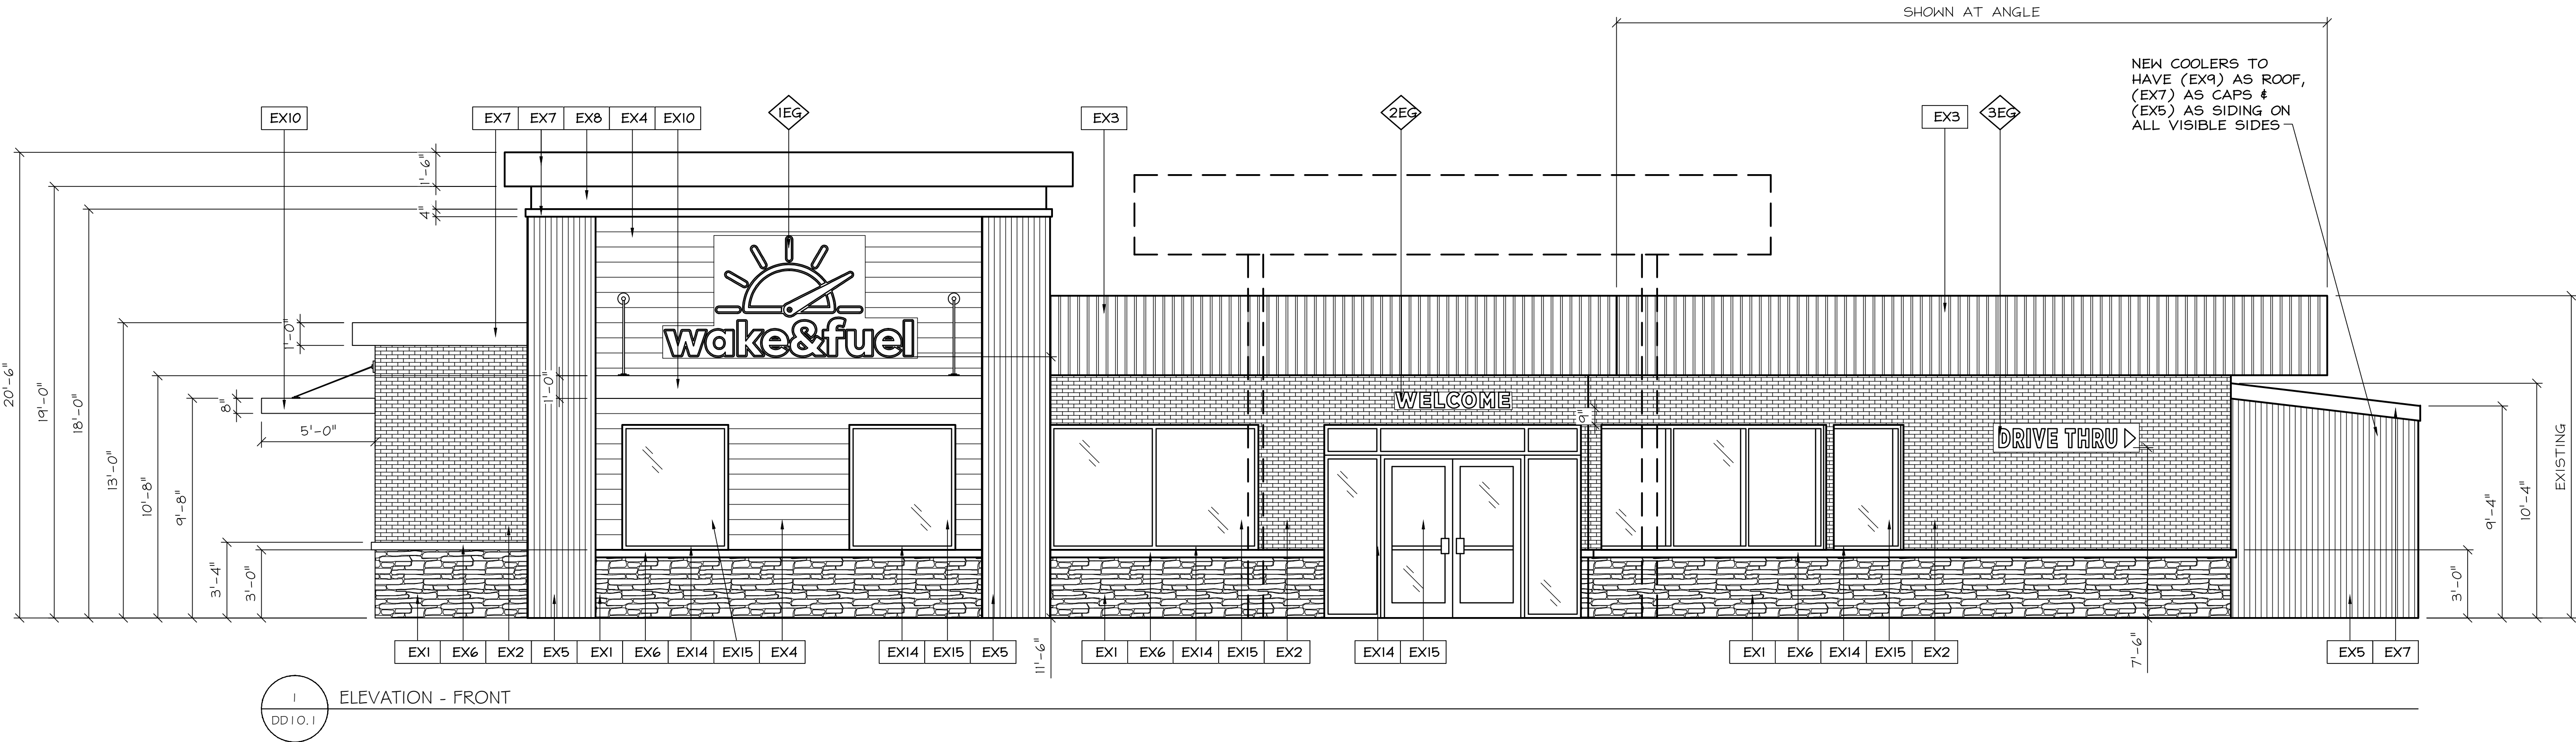 SHOWN AT ANGLE
NEW COOLERS TO
HAVE (EX9) AS ROOF,
(EX7) AS CAPS &
(EX5) AS SIDING ON
ALL VISIBLE SIDES
EX10
EX7 EX7 EX8 EX4 EX10
1EG
EX3
2EG
EX3
3EG
20'-6"
19'-0"
18'-0"
13'-0"
10'-8"
9'-8"
3'-4"
3'-0"
1'-6"
4"
1'-0"
8"
5'-0"
1'-0"
wake&fuel
WELCOME
9"
DRIVE THRU
9'-4"
10'-4"
EXISTING
3'-0"
11'-6"
7'-6"
EX1 EX6 EX2 EX5 EX1 EX6 EX14 EX15 EX4
EX14 EX15 EX5
EX1 EX6 EX14 EX15 EX2
EX14 EX15
EX1 EX6 EX14 EX15 EX2
EX5 EX7
1
DD10.1
ELEVATION - FRONT